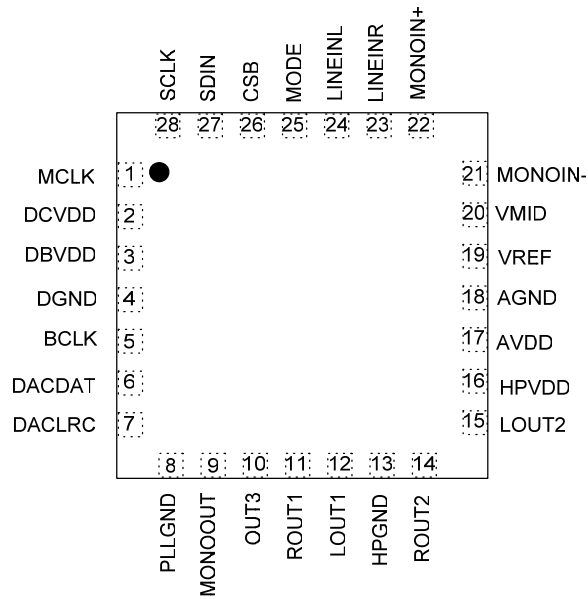 SCLK
SDIN
CSB
MODE
LINEINL
LINEINR
MONOIN+
28
27
26
25
24
23
22
MCLK 1
DCVDD 2
DBVDD 3
DGND 4
BCLK 5
DACDAT 6
DACLRC 7
21 MONOIN-
20 VMID
19 VREF
18 AGND
17 AVDD
16 HPVDD
15 LOUT2
8
9
10
11
12
13
14
PLLGND
MONOOUT
OUT3
ROUT1
LOUT1
HPGND
ROUT2